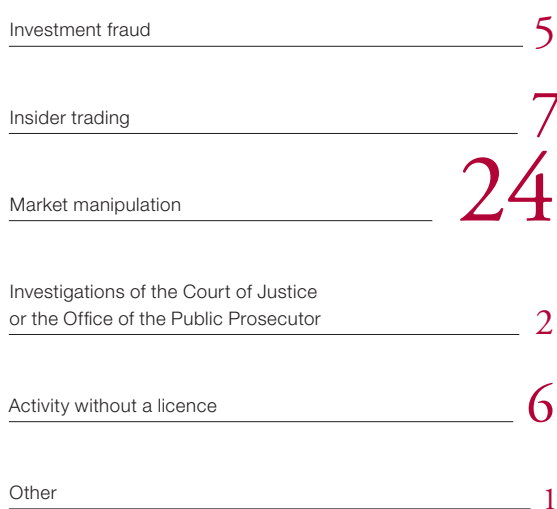 Investment fraud 5
Insider trading 7
Market manipulation 24
Investigations of the Court of Justice
or the Office of the Public Prosecutor 2
Activity without a licence 6
Other 1